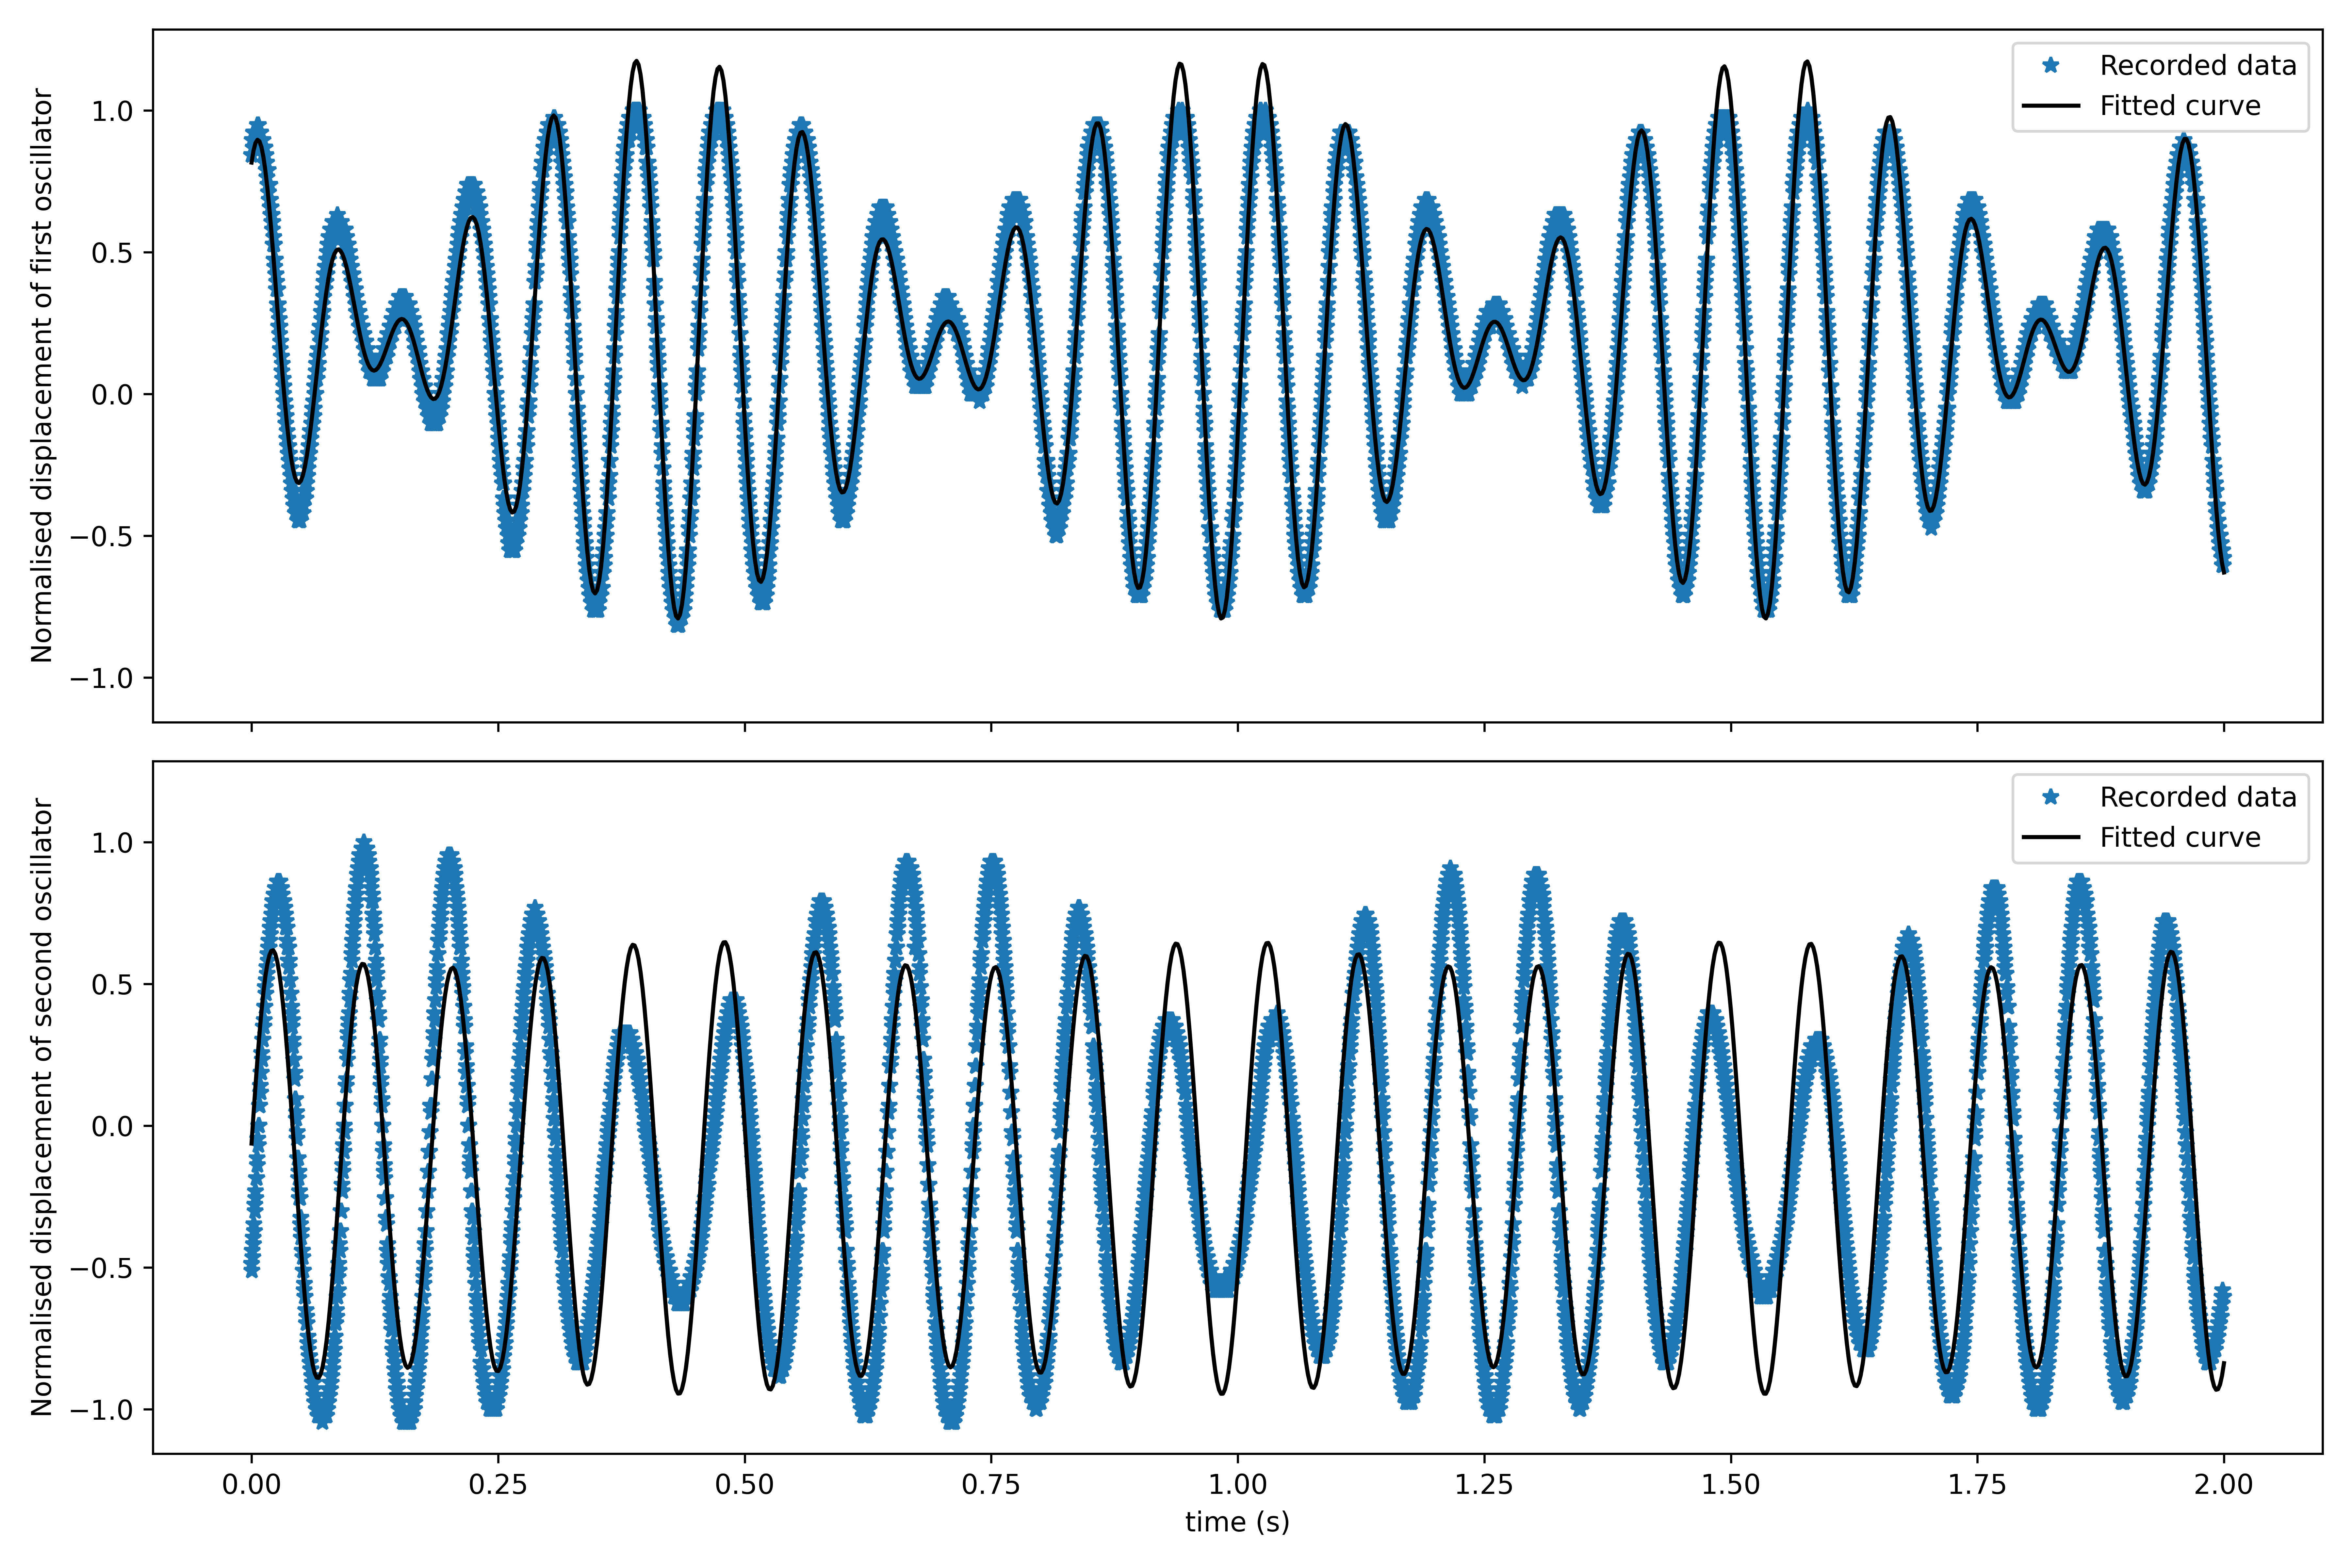 Normalised displacement of first oscillator
1.0
0.5
0.0
−0.5
−1.0
Recorded data
Fitted curve
Normalised displacement of second oscillator
1.0
0.5
0.0
−0.5
−1.0
Recorded data
Fitted curve
0.00 0.25 0.50 0.75 1.00 1.25 1.50 1.75 2.00
time (s)